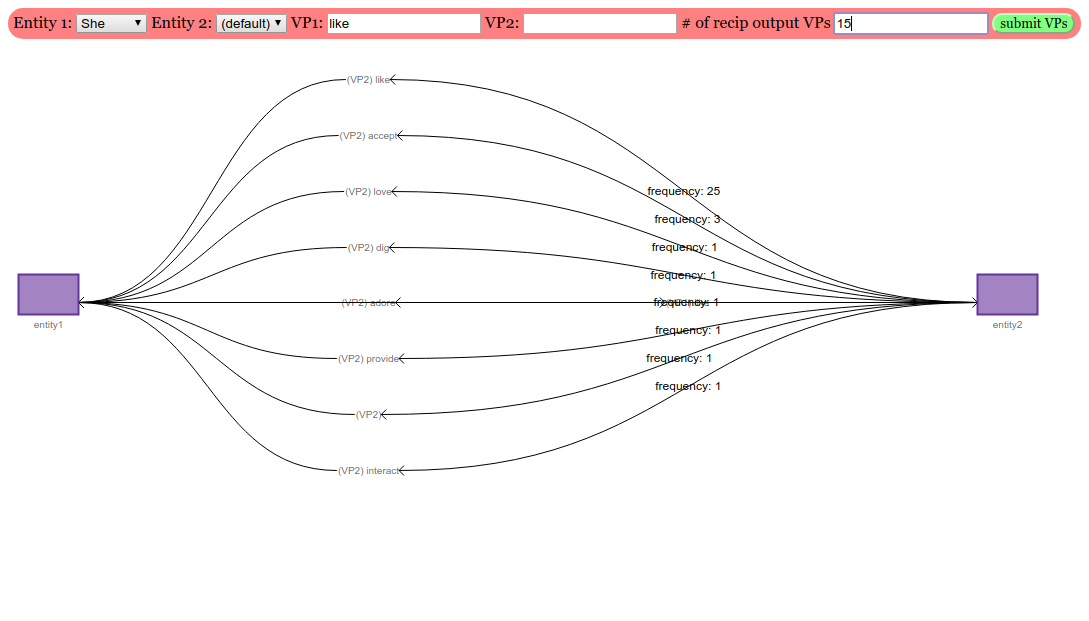 Entity 1: She Entity 2: (default) VP1: like VP2: # of recip output VPs 15 submit VPs
(VP2) like
(VP2) accept
(VP2) love
frequency: 25
frequency: 3
(VP2) dig
frequency: 1
frequency: 1
(VP2) adore
frequency: 1
entity1
entity2
frequency: 1
(VP2) provide
frequency: 1
frequency: 1
(VP2)
(VP2) interact